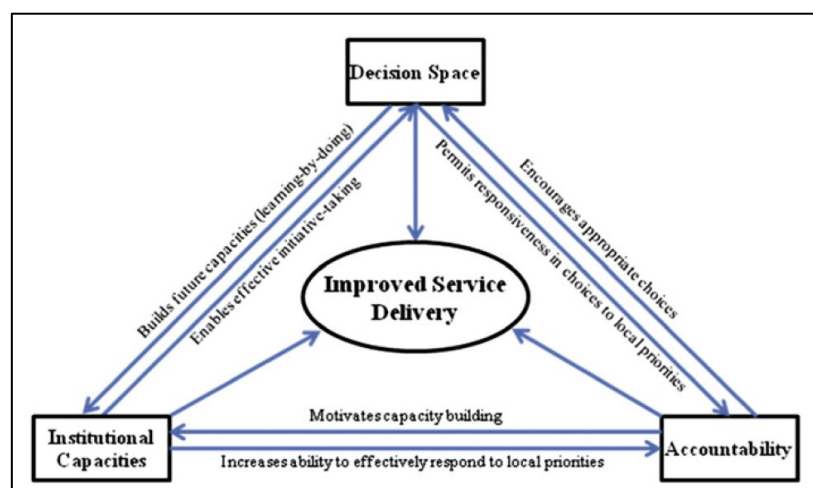 Decision Space
Builds future capacities (learning-by-doing)
Enables effective initiative-taking
Permits responsiveness in choices to local priorities
Encourages appropriate choices
Improved Service
Delivery
Institutional
Capacities
Motivates capacity building
Increases ability to effectively respond to local priorities
Accountability